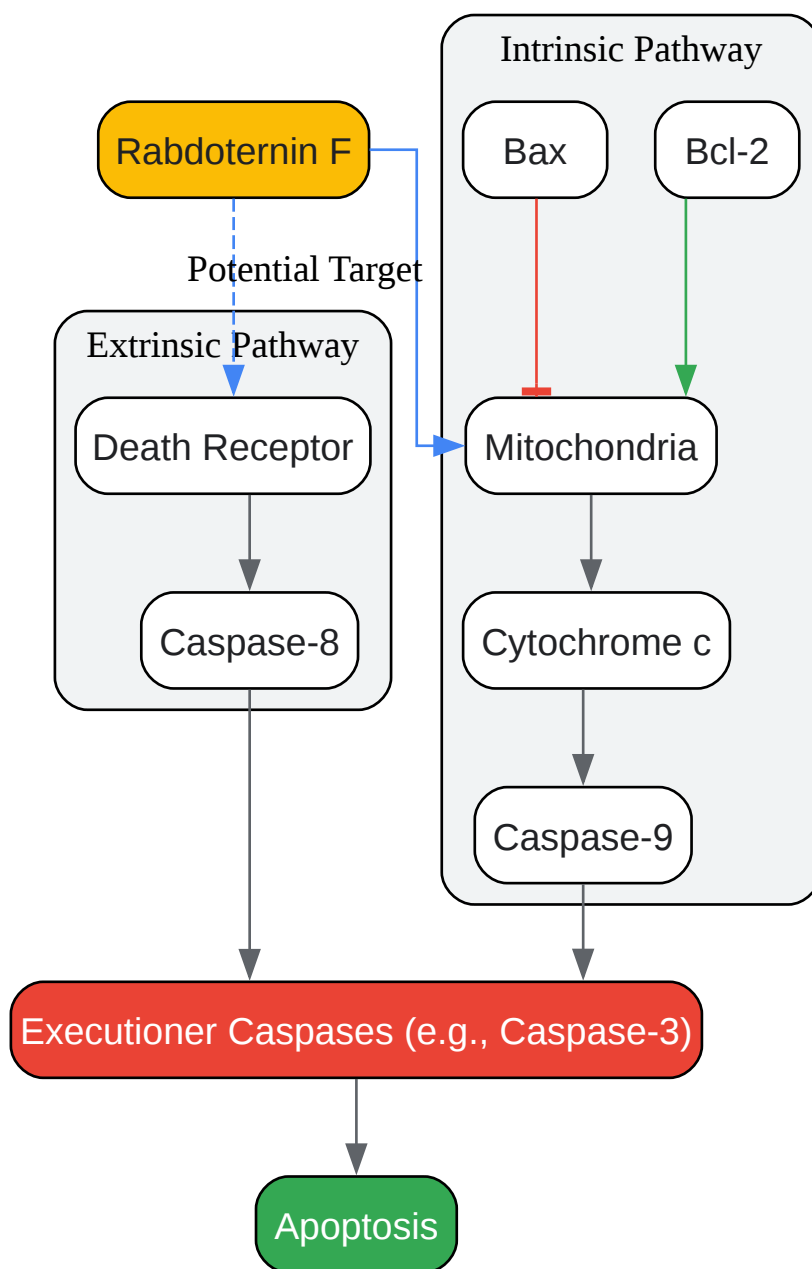 Intrinsic Pathway
Rabdoternin F
Bax
Bcl-2
Potential Target
Extrinsic Pathway
Death Receptor
Mitochondria
Caspase-8
Cytochrome c
Caspase-9
Executioner Caspases (e.g., Caspase-3)
Apoptosis